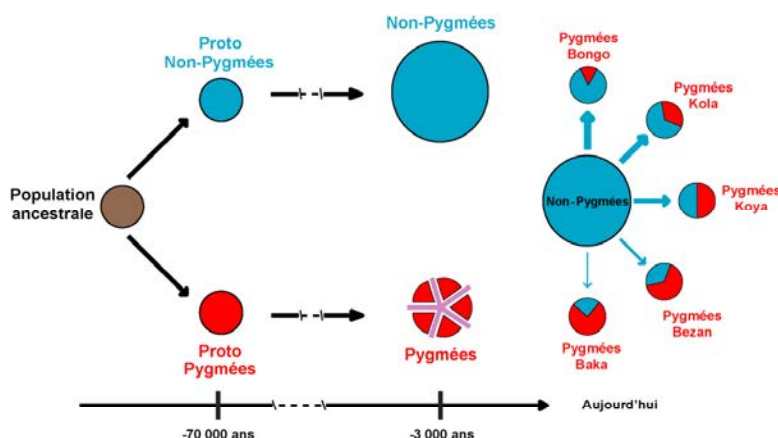 Proto
Non-Pygmées
Non-Pygmées
Pygmées
Bongo
Pygmées
Kola
Population
ancestrale
Non-Pygmées
Pygmées
Koya
Proto
Pygmées
Pygmées
Pygmées
Baka
Pygmées
Bezan
-70 000 ans
-3 000 ans
Aujourd'hui